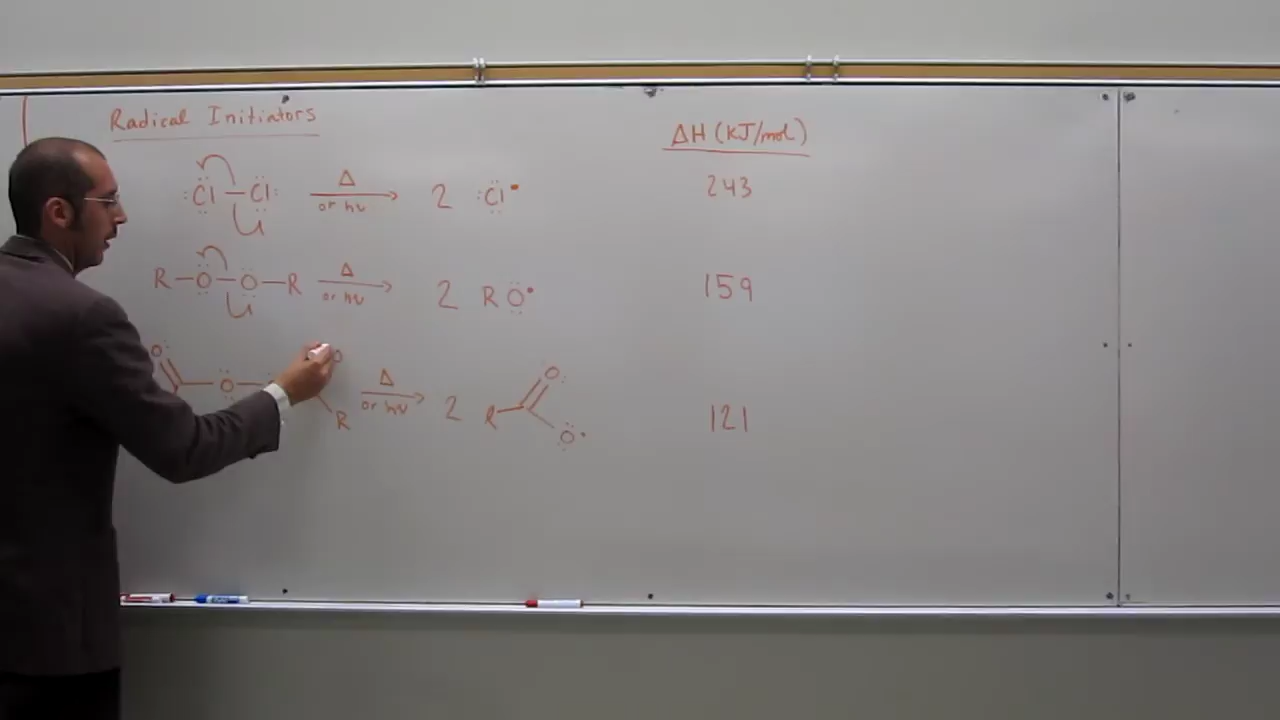 Radical Initiators
ΔH (kJ/mol)
:Cl—Cl: Δ or hν 2 :Cl• 243
R—O—O—R Δ or hν 2 RO• 159
O O O
Δ or hν 2 R O O• 121
R